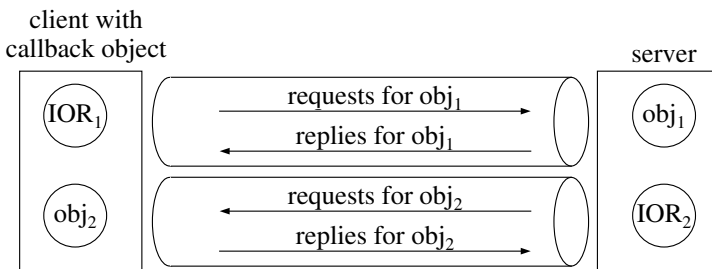 client with
callback object
server
IOR₁
requests for obj₁
obj₁
replies for obj₁
obj₂
requests for obj₂
IOR₂
replies for obj₂